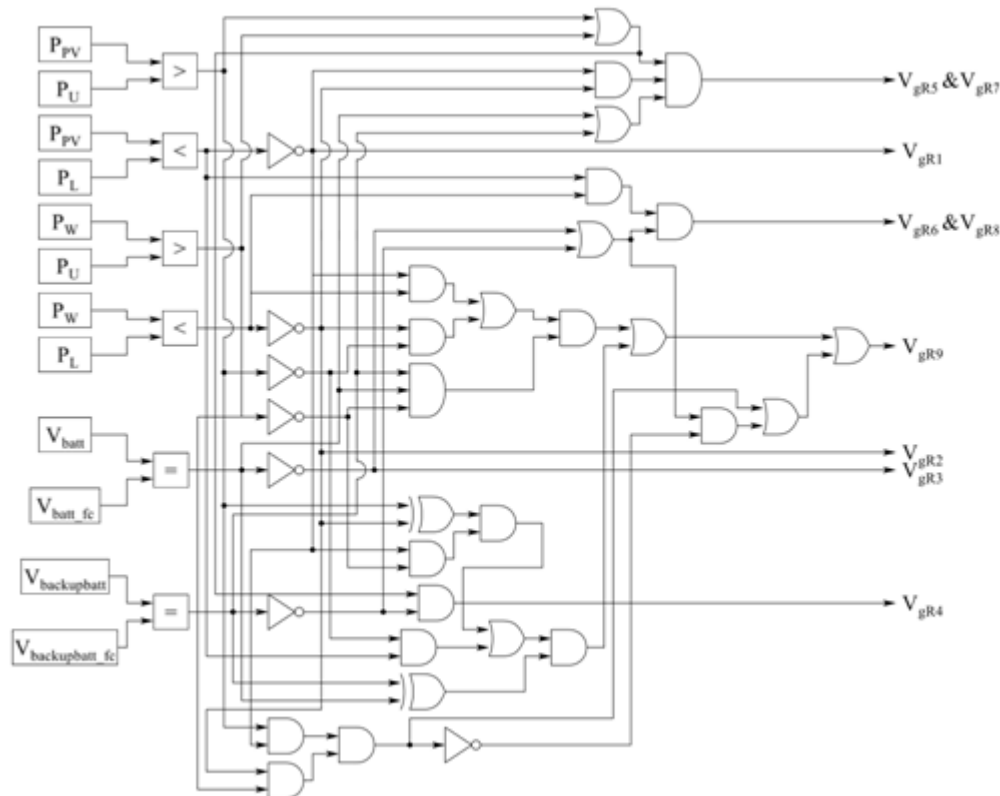 P_PV
>
P_U
P_PV
<
P_L
P_W
>
P_U
P_W
<
P_L
V_batt
=
V_batt_fc
V_backupbatt
=
V_backupbatt_fc
V_gR5 & V_gR7
V_gR1
V_gR6 & V_gR8
V_gR9
V_gR2
V_gR3
V_gR4